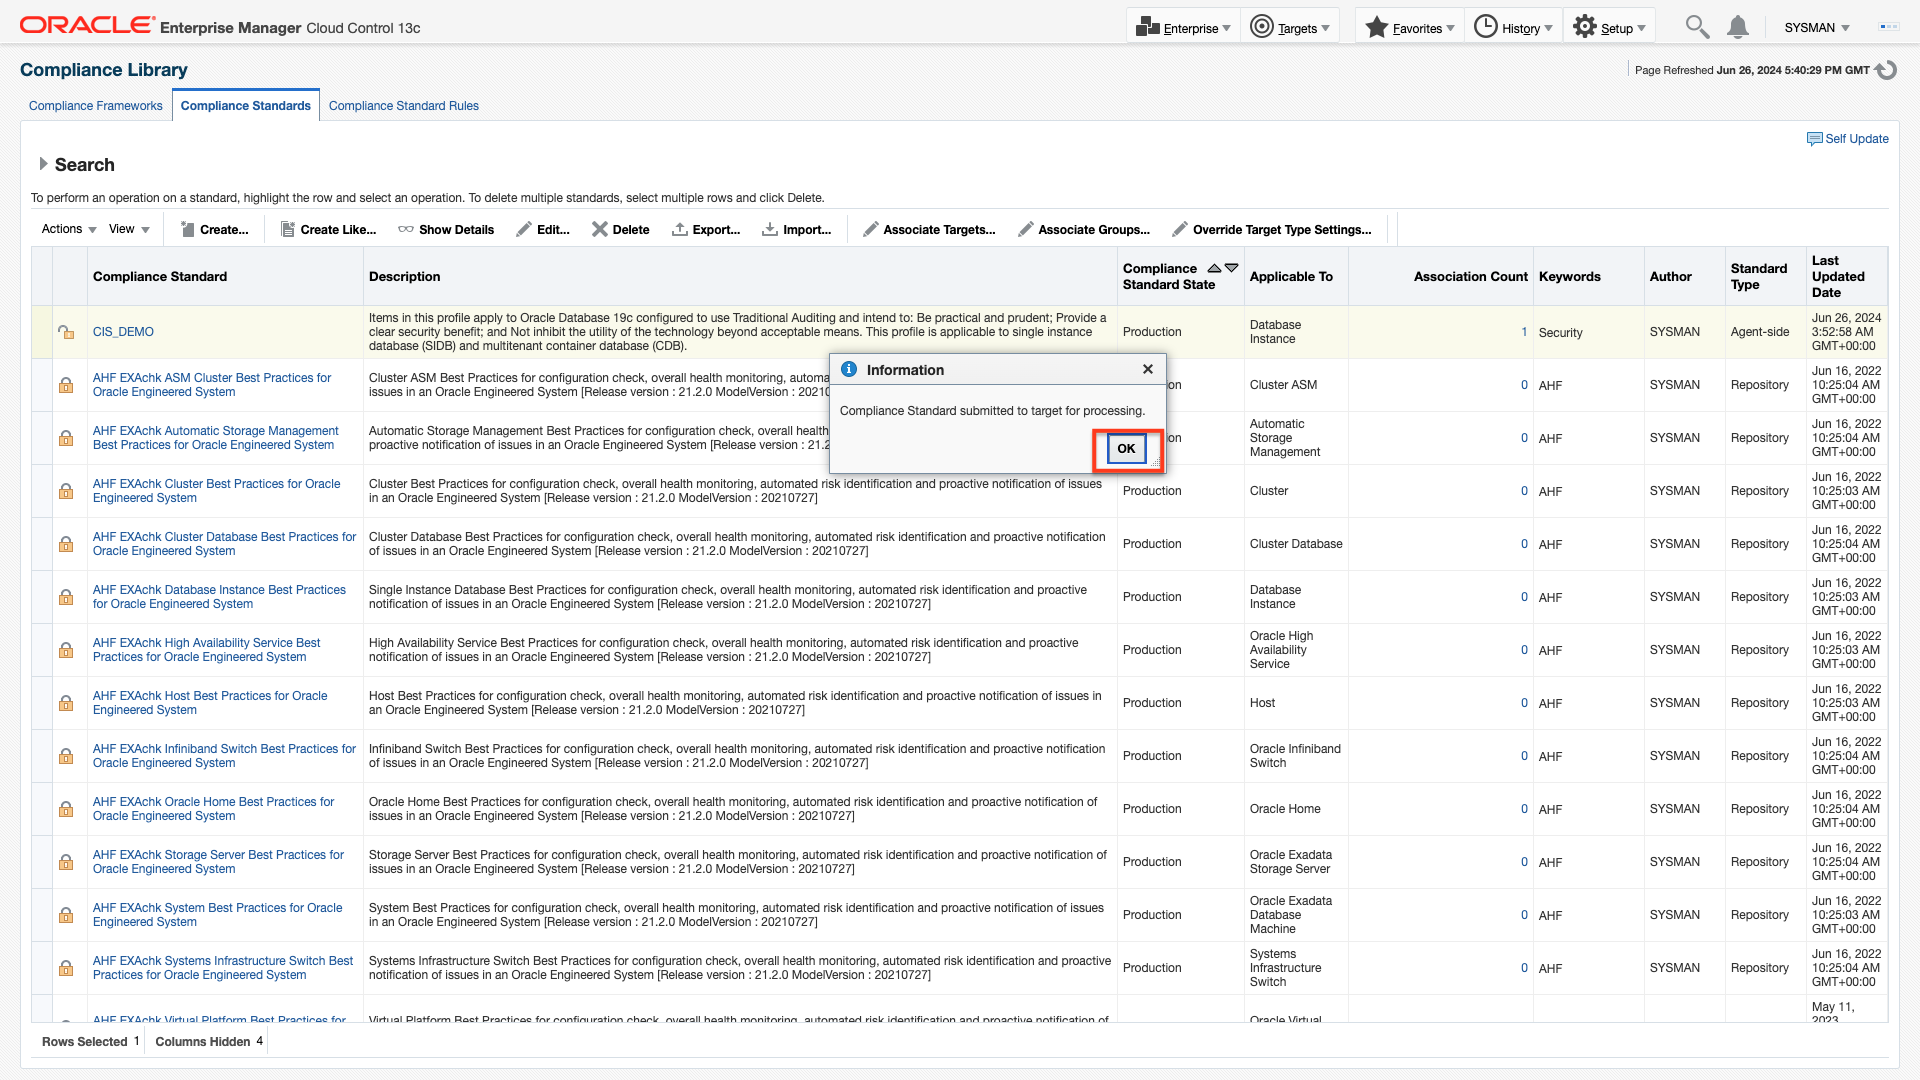 ORACLE Enterprise Manager Cloud Control 13c
Enterprise Targets Favorites History Setup SYSMAN
Compliance Library
Page Refreshed Jun 26, 2024 5:40:29 PM GMT
Compliance Frameworks Compliance Standards Compliance Standard Rules
Self Update
Search
To perform an operation on a standard, highlight the row and select an operation. To delete multiple standards, select multiple rows and click Delete.
Actions View Create... Create Like... Show Details Edit... Delete Export... Import... Associate Targets... Associate Groups... Override Target Type Settings...
Compliance Standard
Description
Compliance
Standard State
Applicable To
Association Count
Keywords
Author
Standard
Type
Last
Updated
Date
CIS_DEMO
Items in this profile apply to Oracle Database 19c configured to use Traditional Auditing and intend to: Be practical and prudent; Provide a
clear security benefit; and Not inhibit the utility of the technology beyond acceptable means. This profile is applicable to single instance
database (SIDB) and multitenant container database (CDB).
Production
Database
Instance
1
Security
SYSMAN
Agent-side
Jun 26, 2024
3:52:58 AM
GMT+00:00
Information
Compliance Standard submitted to target for processing.
OK
AHF EXAchk ASM Cluster Best Practices for
Oracle Engineered System
Cluster ASM Best Practices for configuration check, overall health monitoring, automa
issues in an Oracle Engineered System [Release version : 21.2.0 ModelVersion : 20210
on
Cluster ASM
0
AHF
SYSMAN
Repository
Jun 16, 2022
10:25:04 AM
GMT+00:00
AHF EXAchk Automatic Storage Management
Best Practices for Oracle Engineered System
Automatic Storage Management Best Practices for configuration check, overall health
proactive notification of issues in an Oracle Engineered System [Release version : 21.2
on
Automatic
Storage
Management
0
AHF
SYSMAN
Repository
Jun 16, 2022
10:25:04 AM
GMT+00:00
AHF EXAchk Cluster Best Practices for Oracle
Engineered System
Cluster Best Practices for configuration check, overall health monitoring, automated risk identification and proactive notification of issues
in an Oracle Engineered System [Release version : 21.2.0 ModelVersion : 20210727]
Production
Cluster
0
AHF
SYSMAN
Repository
Jun 16, 2022
10:25:03 AM
GMT+00:00
AHF EXAchk Cluster Database Best Practices for
Oracle Engineered System
Cluster Database Best Practices for configuration check, overall health monitoring, automated risk identification and proactive notification
of issues in an Oracle Engineered System [Release version : 21.2.0 ModelVersion : 20210727]
Production
Cluster Database
0
AHF
SYSMAN
Repository
Jun 16, 2022
10:25:04 AM
GMT+00:00
AHF EXAchk Database Instance Best Practices
for Oracle Engineered System
Single Instance Database Best Practices for configuration check, overall health monitoring, automated risk identification and proactive
notification of issues in an Oracle Engineered System [Release version : 21.2.0 ModelVersion : 20210727]
Production
Database
Instance
0
AHF
SYSMAN
Repository
Jun 16, 2022
10:25:03 AM
GMT+00:00
AHF EXAchk High Availability Service Best
Practices for Oracle Engineered System
High Availability Service Best Practices for configuration check, overall health monitoring, automated risk identification and proactive
notification of issues in an Oracle Engineered System [Release version : 21.2.0 ModelVersion : 20210727]
Production
Oracle High
Availability
Service
0
AHF
SYSMAN
Repository
Jun 16, 2022
10:25:03 AM
GMT+00:00
AHF EXAchk Host Best Practices for Oracle
Engineered System
Host Best Practices for configuration check, overall health monitoring, automated risk identification and proactive notification of issues in
an Oracle Engineered System [Release version : 21.2.0 ModelVersion : 20210727]
Production
Host
0
AHF
SYSMAN
Repository
Jun 16, 2022
10:25:03 AM
GMT+00:00
AHF EXAchk Infiniband Switch Best Practices for
Oracle Engineered System
Infiniband Switch Best Practices for configuration check, overall health monitoring, automated risk identification and proactive notification
of issues in an Oracle Engineered System [Release version : 21.2.0 ModelVersion : 20210727]
Production
Oracle Infiniband
Switch
0
AHF
SYSMAN
Repository
Jun 16, 2022
10:25:04 AM
GMT+00:00
AHF EXAchk Oracle Home Best Practices for
Oracle Engineered System
Oracle Home Best Practices for configuration check, overall health monitoring, automated risk identification and proactive notification of
issues in an Oracle Engineered System [Release version : 21.2.0 ModelVersion : 20210727]
Production
Oracle Home
0
AHF
SYSMAN
Repository
Jun 16, 2022
10:25:04 AM
GMT+00:00
AHF EXAchk Storage Server Best Practices for
Oracle Engineered System
Storage Server Best Practices for configuration check, overall health monitoring, automated risk identification and proactive notification of
issues in an Oracle Engineered System [Release version : 21.2.0 ModelVersion : 20210727]
Production
Oracle Exadata
Storage Server
0
AHF
SYSMAN
Repository
Jun 16, 2022
10:25:04 AM
GMT+00:00
AHF EXAchk System Best Practices for Oracle
Engineered System
System Best Practices for configuration check, overall health monitoring, automated risk identification and proactive notification of issues
in an Oracle Engineered System [Release version : 21.2.0 ModelVersion : 20210727]
Production
Oracle Exadata
Database
Machine
0
AHF
SYSMAN
Repository
Jun 16, 2022
10:25:03 AM
GMT+00:00
AHF EXAchk Systems Infrastructure Switch Best
Practices for Oracle Engineered System
Systems Infrastructure Switch Best Practices for configuration check, overall health monitoring, automated risk identification and proactive
notification of issues in an Oracle Engineered System [Release version : 21.2.0 ModelVersion : 20210727]
Production
Systems
Infrastructure
Switch
0
AHF
SYSMAN
Repository
Jun 16, 2022
10:25:04 AM
GMT+00:00
AHF EXAchk Virtual Platform Best Practices for
Virtual Platform Best Practices for configuration check, overall health monitoring, automated risk identification and proactive notification of
Oracle Virtual
May 11,
2023
Rows Selected 1 Columns Hidden 4